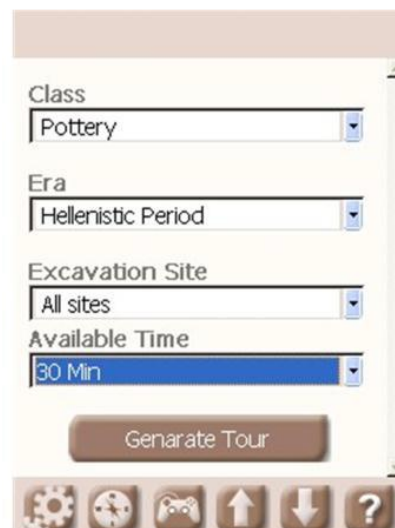 Class
Pottery
Era
Hellenistic Period
Excavation Site
All sites
Available Time
30 Min
Genarate Tour
?